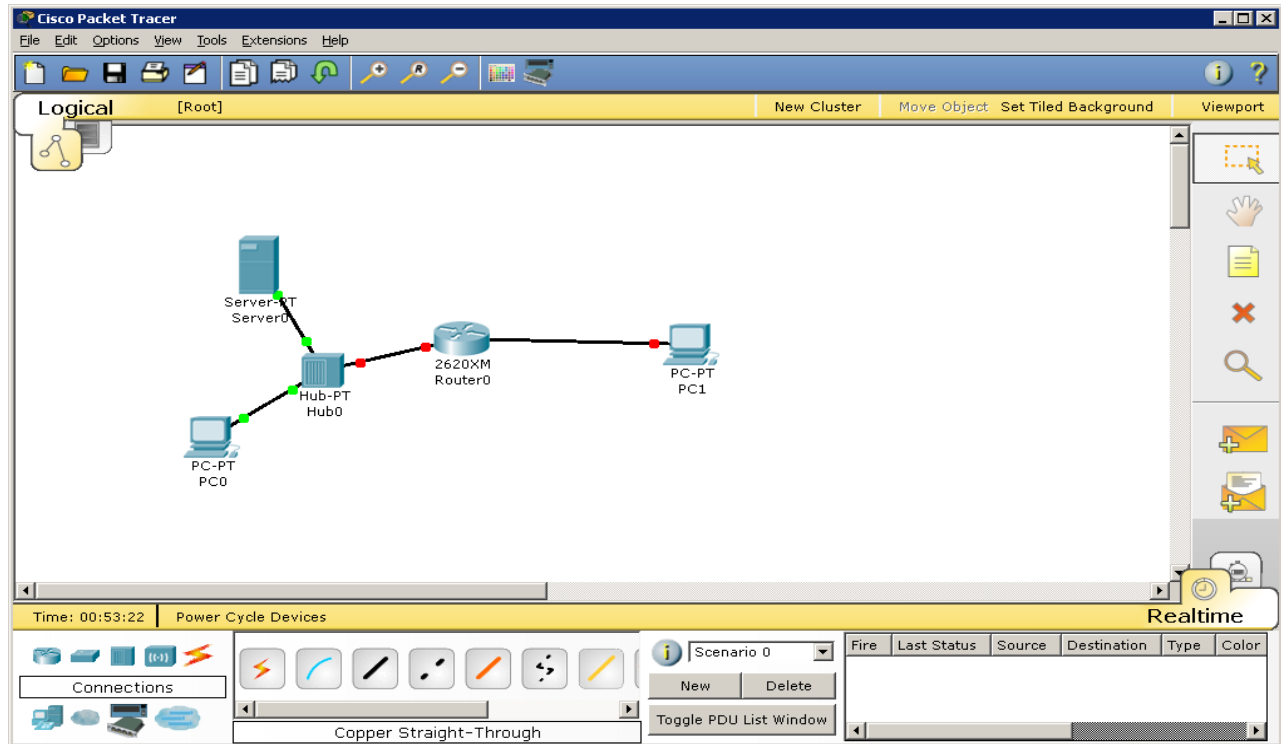 Cisco Packet Tracer
File Edit Options View Tools Extensions Help
R
i ?
Logical [Root] New Cluster Move Object Set Tiled Background Viewport
Server-PT
Server0
2620XM
Router0
PC-PT
PC1
Hub-PT
Hub0
PC-PT
PC0
Time: 00:53:22 Power Cycle Devices Realtime
i Scenario 0 Fire Last Status Source Destination Type Color
Connections New Delete
Toggle PDU List Window
Copper Straight-Through